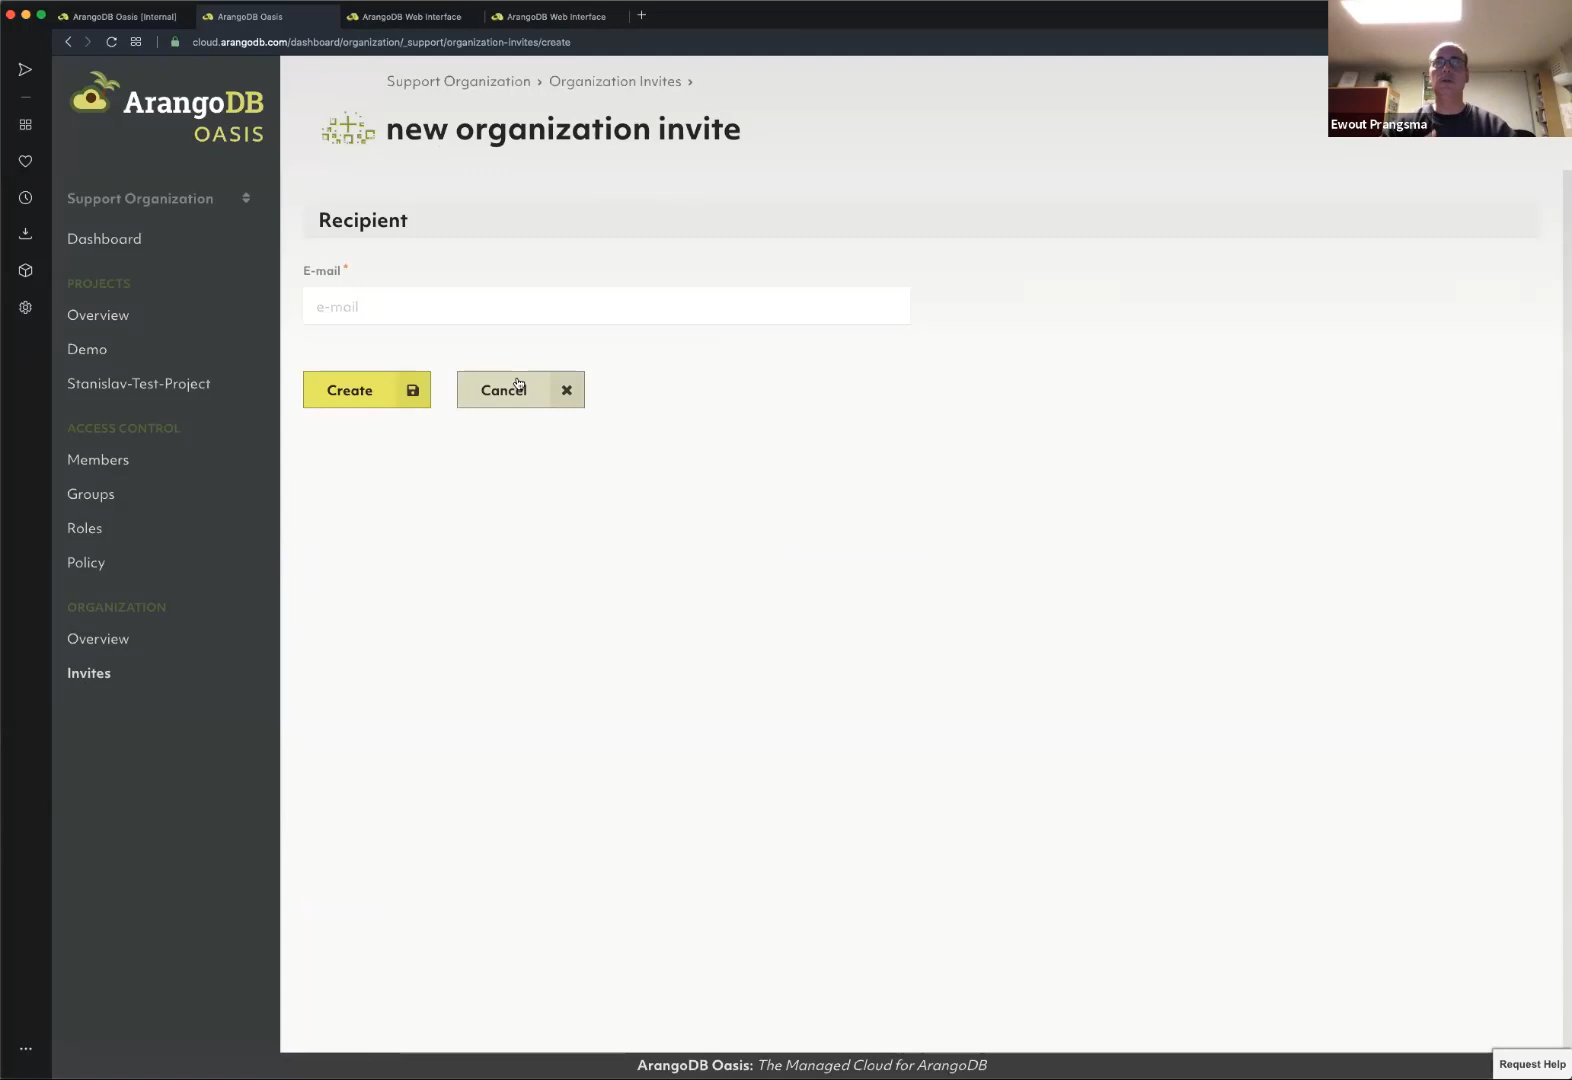 ArangoDB Oasis [Internal]
ArangoDB Oasis
ArangoDB Web Interface
ArangoDB Web Interface
cloud.arangodb.com/dashboard/organization/_support/organization-invites/create
ArangoDB
OASIS
Support Organization
Dashboard
PROJECTS
Overview
Demo
Stanislav-Test-Project
ACCESS CONTROL
Members
Groups
Roles
Policy
ORGANIZATION
Overview
Invites
Support Organization › Organization Invites ›
new organization invite
Recipient
E-mail *
e-mail
Create
Cancel
Ewout Prangsma
ArangoDB Oasis: The Managed Cloud for ArangoDB
Request Help